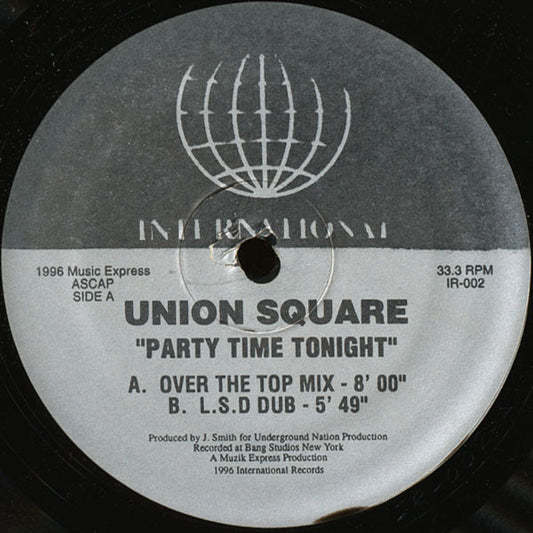 INTERNATIONAL
1996 Music Express
ASCAP
SIDE A
33.3 RPM
IR-002
UNION SQUARE
"PARTY TIME TONIGHT"
A. OVER THE TOP MIX - 8' 00"
B. L.S.D DUB - 5' 49"
Produced by J. Smith for Underground Nation Production
Recorded at Bang Studios New York
A Muzik Express Production
1996 International Records